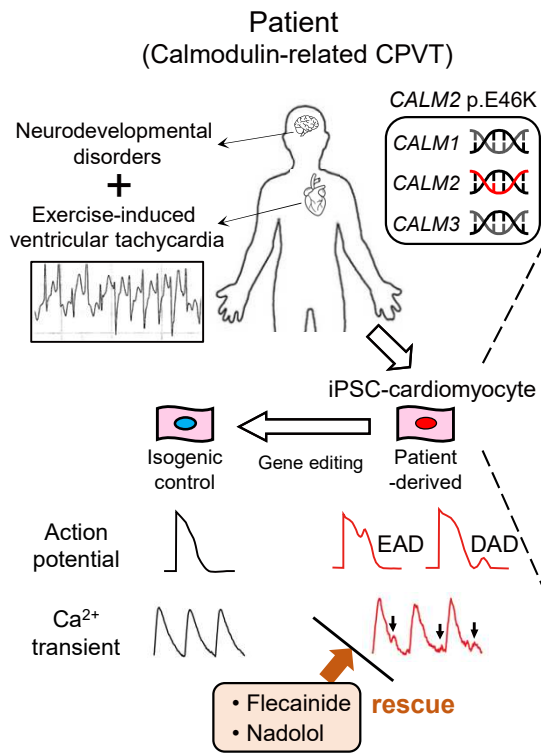 Patient
(Calmodulin-related CPVT)
CALM2 p.E46K
Neurodevelopmental
disorders
+
Exercise-induced
ventricular tachycardia
CALM1
CALM2
CALM3
iPSC-cardiomyocyte
Isogenic
control
Gene editing
Patient
-derived
Action
potential
EAD
DAD
Ca²⁺
transient
• Flecainide
• Nadolol
rescue